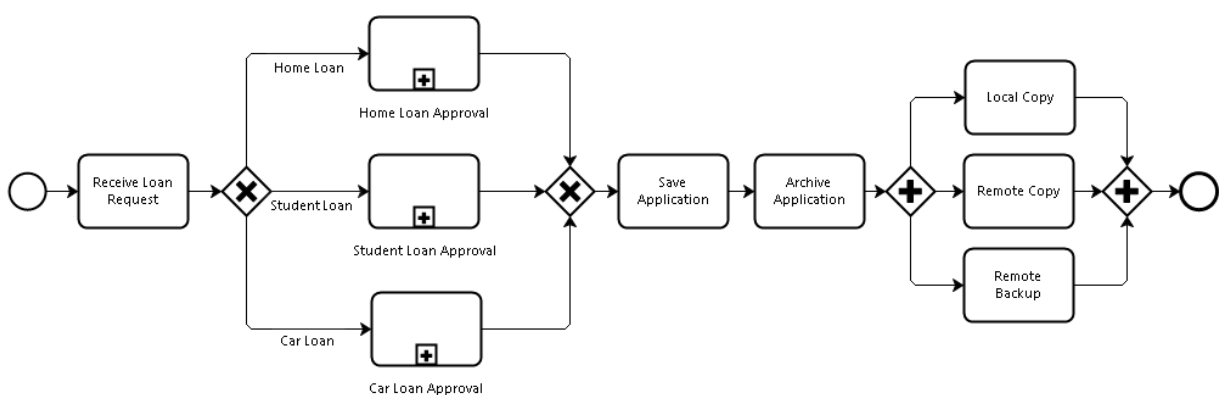 Receive Loan
Request
Home Loan
Home Loan Approval
Student Loan
Student Loan Approval
Car Loan
Car Loan Approval
Save
Application
Archive
Application
Local Copy
Remote Copy
Remote
Backup